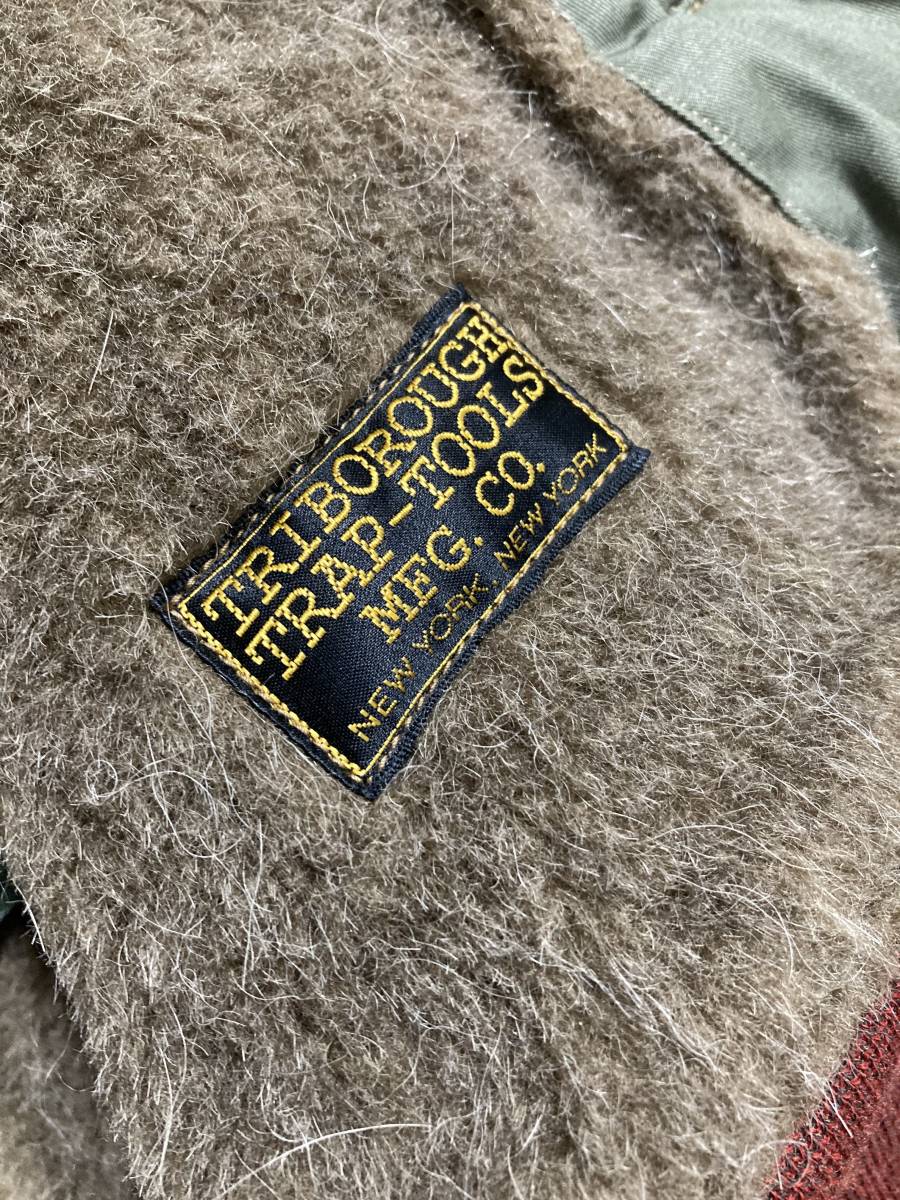 TRIBOROUGH
TRAP-TOOLS
MFG. CO.
NEW YORK, NEW YORK